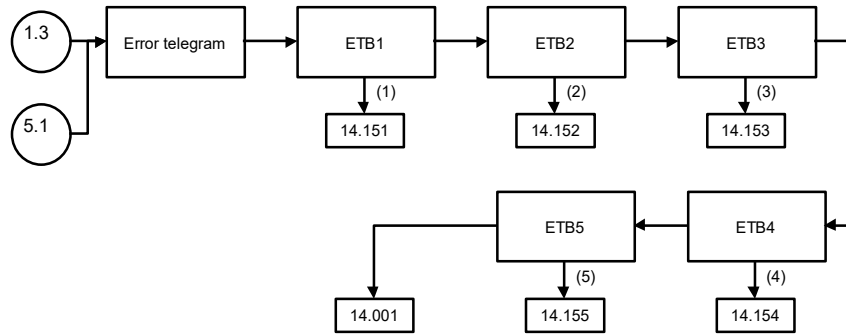 1.3
Error telegram
ETB1
ETB2
ETB3
(1)
(2)
(3)
5.1
14.151
14.152
14.153
ETB5
ETB4
(5)
(4)
14.001
14.155
14.154